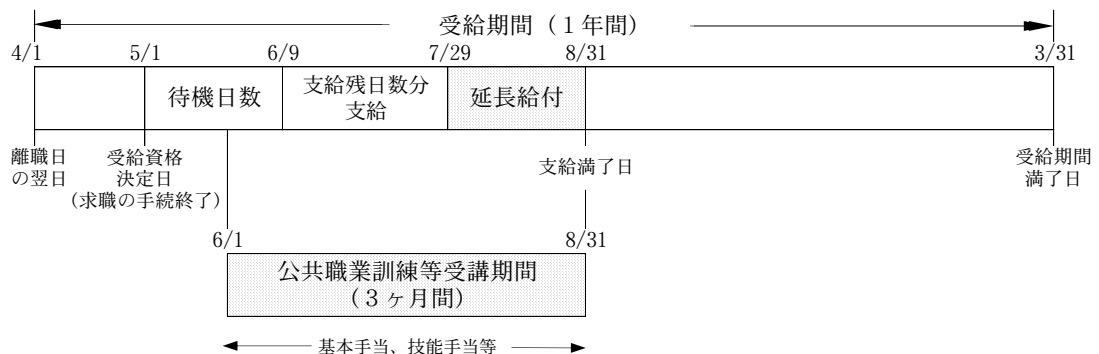 受給期間（１年間）
4/1
5/1
6/9
7/29
8/31
3/31
待機日数
支給残日数分
支給
延長給付
離職日
の翌日
受給資格
決定日
(求職の手続終了)
支給満了日
受給期間
満了日
6/1
8/31
公共職業訓練等受講期間
（３ヶ月間）
基本手当、技能手当等